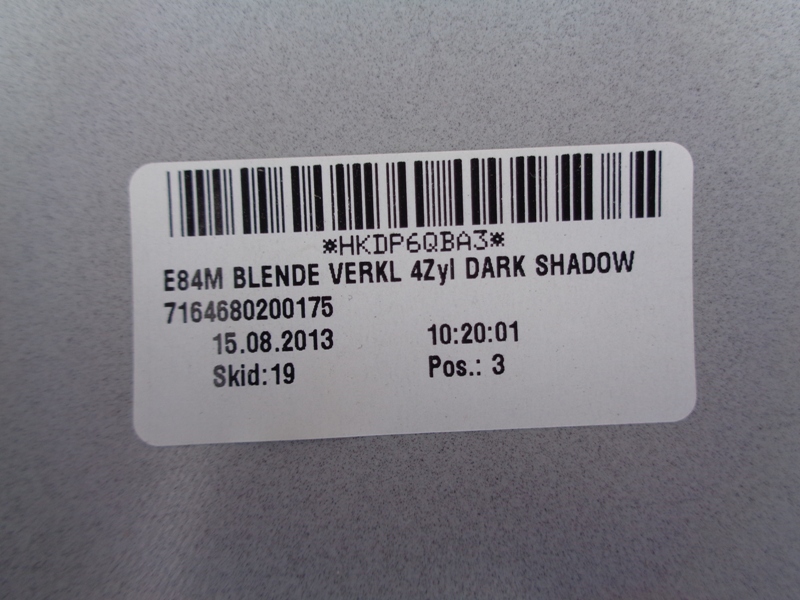 *HKDP6QBA3*
E84M BLENDE VERKL 4Zyl DARK SHADOW
7164680200175
15.08.2013 10:20:01
Skid:19 Pos.: 3